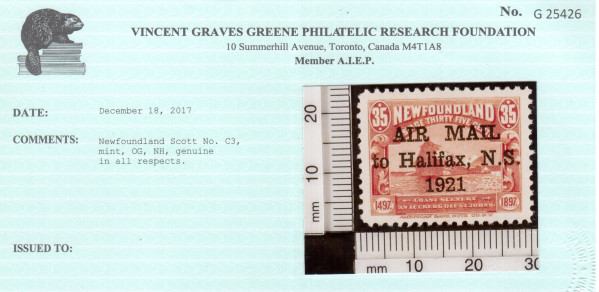 No. G 25426
VINCENT GRAVES GREENE PHILATELIC RESEARCH FOUNDATION
10 Summerhill Avenue, Toronto, Canada M4T1A8
Member A.I.E.P.
DATE: December 18, 2017
COMMENTS: Newfoundland Scott No. C3,
mint, OG, NH, genuine
in all respects.
ISSUED TO:
20
10
mm
35 NEWFOUNDLAND 35
THIRTY FIVE
AIR MAIL
to Halifax, N.S.
1921
1497 1897
mm 10 20 30